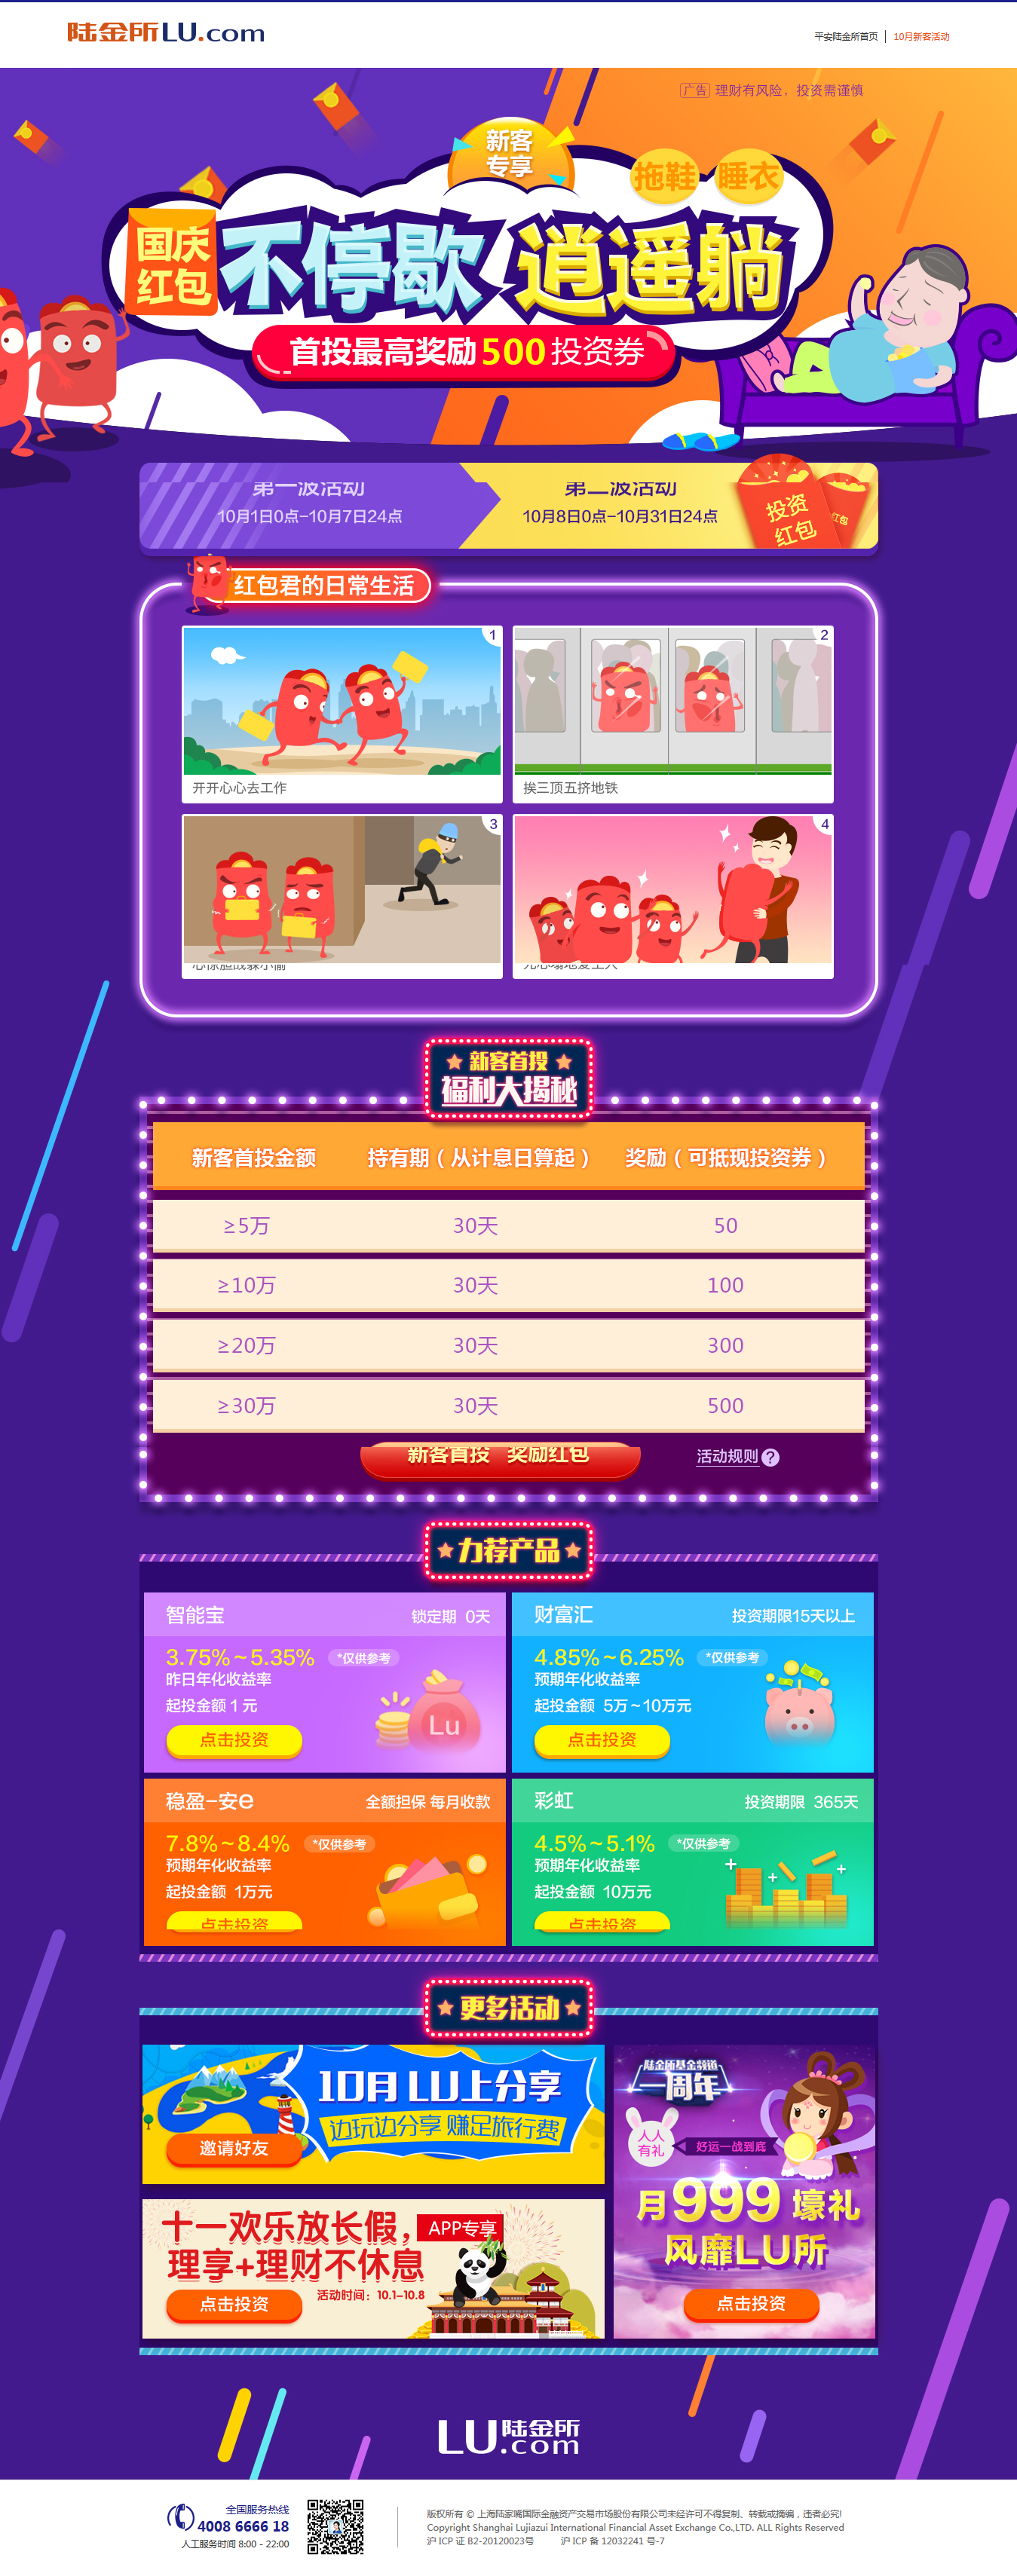 陆金所LU.com
平安陆金所首页 | 10月新客活动
广告 理财有风险，投资需谨慎
新客
专享
拖鞋 睡衣
国庆
红包
不停歇 逍遥躺
首投最高奖励500投资券
第一波活动
10月1日0点-10月7日24点
第二波活动
10月8日0点-10月31日24点
投资
红包
红包
红包君的日常生活
1
开开心心去工作
2
挨三顶五挤地铁
3
心惊胆战躲小偷
4
死心塌地爱主人
新客首投
福利大揭秘
新客首投金额 持有期（从计息日算起） 奖励（可抵现投资券）
≥5万 30天 50
≥10万 30天 100
≥20万 30天 300
≥30万 30天 500
新客首投 奖励红包
活动规则?
力荐产品
智能宝 锁定期 0天
3.75%~5.35% *仅供参考
昨日年化收益率
起投金额 1 元
Lu
点击投资
财富汇 投资期限15天以上
4.85%~6.25% *仅供参考
预期年化收益率
起投金额 5万~10万元
点击投资
稳盈-安e 全额担保 每月收款
7.8%~8.4% *仅供参考
预期年化收益率
起投金额 1万元
点击投资
彩虹 投资期限 365天
4.5%~5.1% *仅供参考
预期年化收益率
起投金额 10万元
点击投资
更多活动
10月 LU上分享
边玩边分享 赚足旅行费
邀请好友
十一欢乐放长假，
APP专享
理享+理财不休息
活动时间：10.1-10.8
点击投资
陆金所基金频道
一周年
人人
有礼
好运一战到底
月999 壕礼
风靡LU所
点击投资
LU陆金所
.com
全国服务热线
4008 6666 18
人工服务时间 8:00 - 22:00
版权所有 © 上海陆家嘴国际金融资产交易市场股份有限公司未经许可不得复制、转载或摘编，违者必究!
Copyright Shanghai Lujiazui International Financial Asset Exchange Co.,LTD. ALL Rights Reserved
沪 ICP 证 B2-20120023号 沪 ICP 备 12032241 号-7